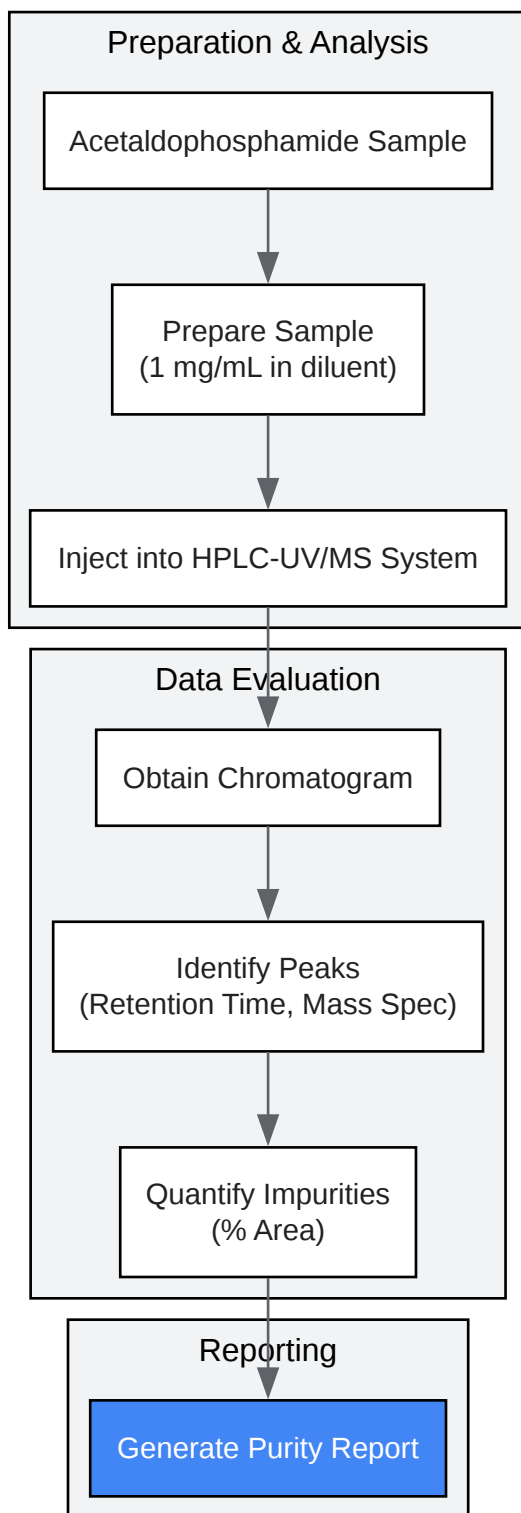 Preparation & Analysis
Acetaldophosphamide Sample
Prepare Sample
(1 mg/mL in diluent)
Inject into HPLC-UV/MS System
Data Evaluation
Obtain Chromatogram
Identify Peaks
(Retention Time, Mass Spec)
Quantify Impurities
(% Area)
Reporting
Generate Purity Report